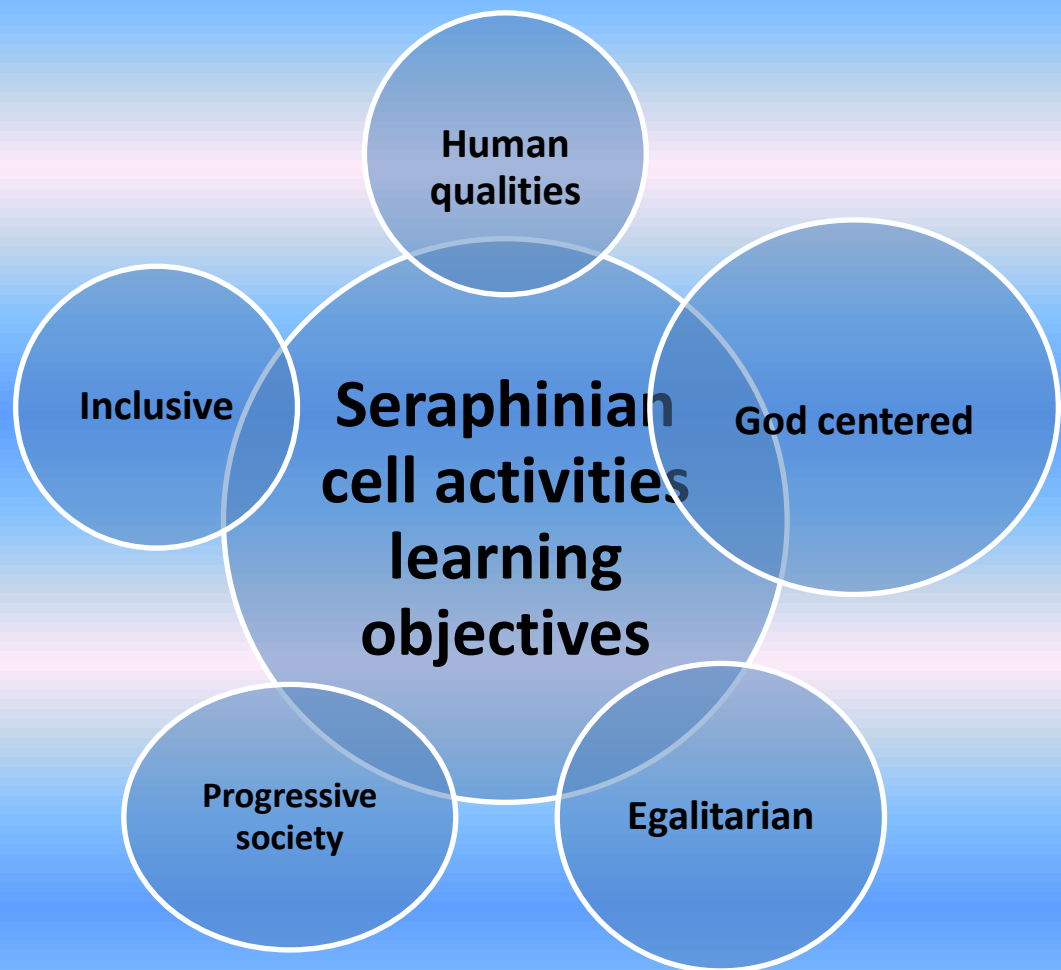 Human
qualities
Inclusive
Seraphinian
cell activities
learning
objectives
God centered
Progressive
society
Egalitarian